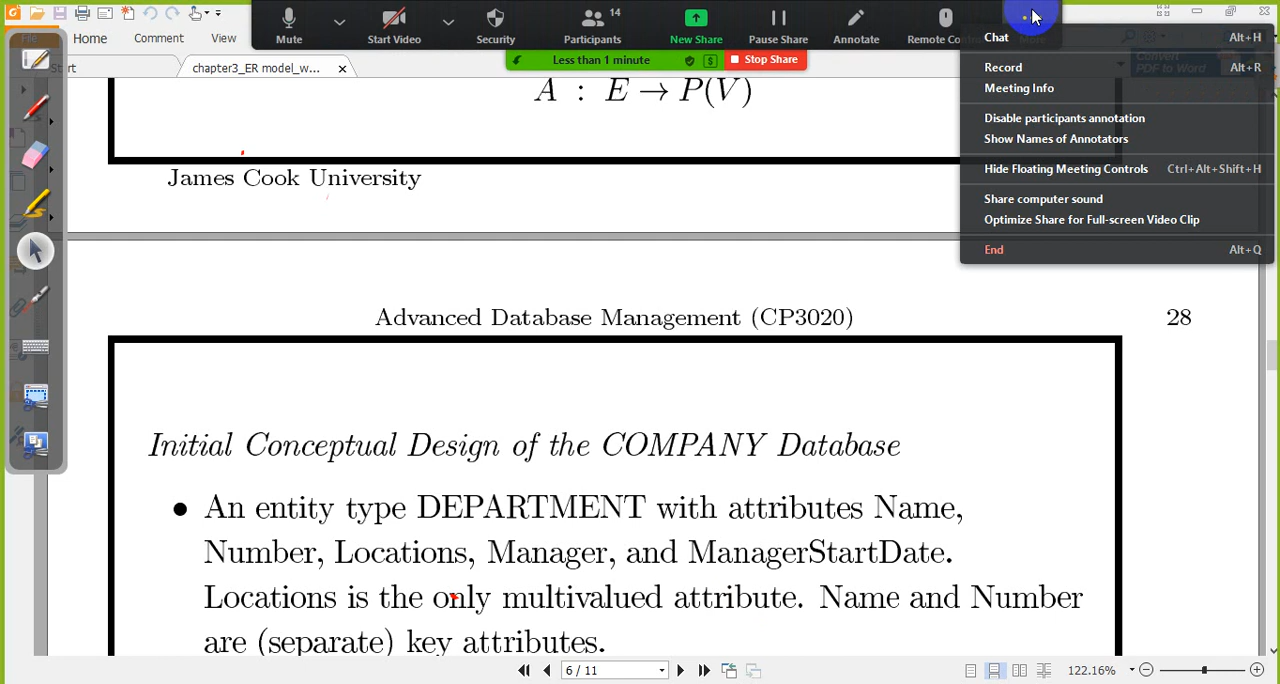 Mute
Start Video
Security
Participants
14
New Share
Pause Share
Annotate
Remote Co
Less than 1 minute
Stop Share
Home
Comment
View
chapter3_ER model_w...
Chat Alt+H
Record Alt+R
Meeting Info
Disable participants annotation
Show Names of Annotators
Hide Floating Meeting Controls Ctrl+Alt+Shift+H
Share computer sound
Optimize Share for Full-screen Video Clip
End Alt+Q
A : E → P(V)
James Cook University
Advanced Database Management (CP3020)
28
Initial Conceptual Design of the COMPANY Database
• An entity type DEPARTMENT with attributes Name,
Number, Locations, Manager, and ManagerStartDate.
Locations is the only multivalued attribute. Name and Number
are (separate) key attributes.
6 / 11
122.16%